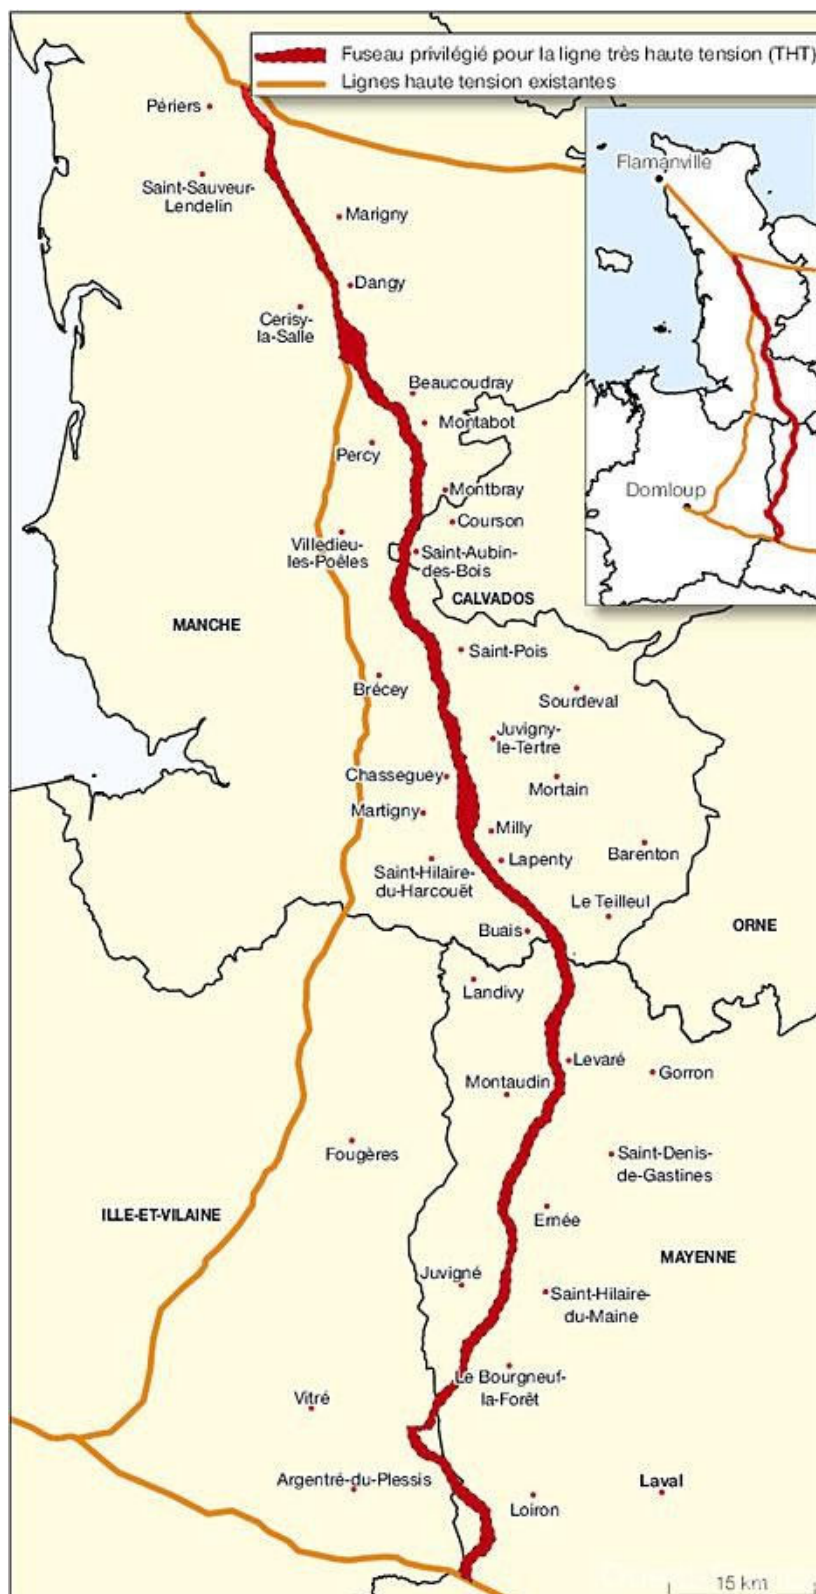 Fuseau privilégié pour la ligne très haute tension (THT)
Lignes haute tension existantes
Périers
Flamanville
Saint-Sauveur-
Lendelin
Marigny
Dangy
Cerisy-
la-Salle
Beaucoudray
Montabot
Percy
Montbray
Domloup
Courson
Villedieu-
les-Poêles
Saint-Aubin-
des-Bois
CALVADOS
MANCHE
Saint-Pois
Brécey
Sourdeval
Juvigny-
le-Tertre
Chasseguey
Mortain
Martigny
Milly
Lapenty
Barenton
Saint-Hilaire-
du-Harcouët
Le Teilleul
Buais
ORNE
Landivy
Levaré
Gorron
Montaudin
Fougères
Saint-Denis-
de-Gastines
ILLE-ET-VILAINE
Ernée
MAYENNE
Juvigné
Saint-Hilaire-
du-Maine
Le Bourgneuf-
la-Forêt
Vitré
Argentré-du-Plessis
Laval
Loiron
15 km